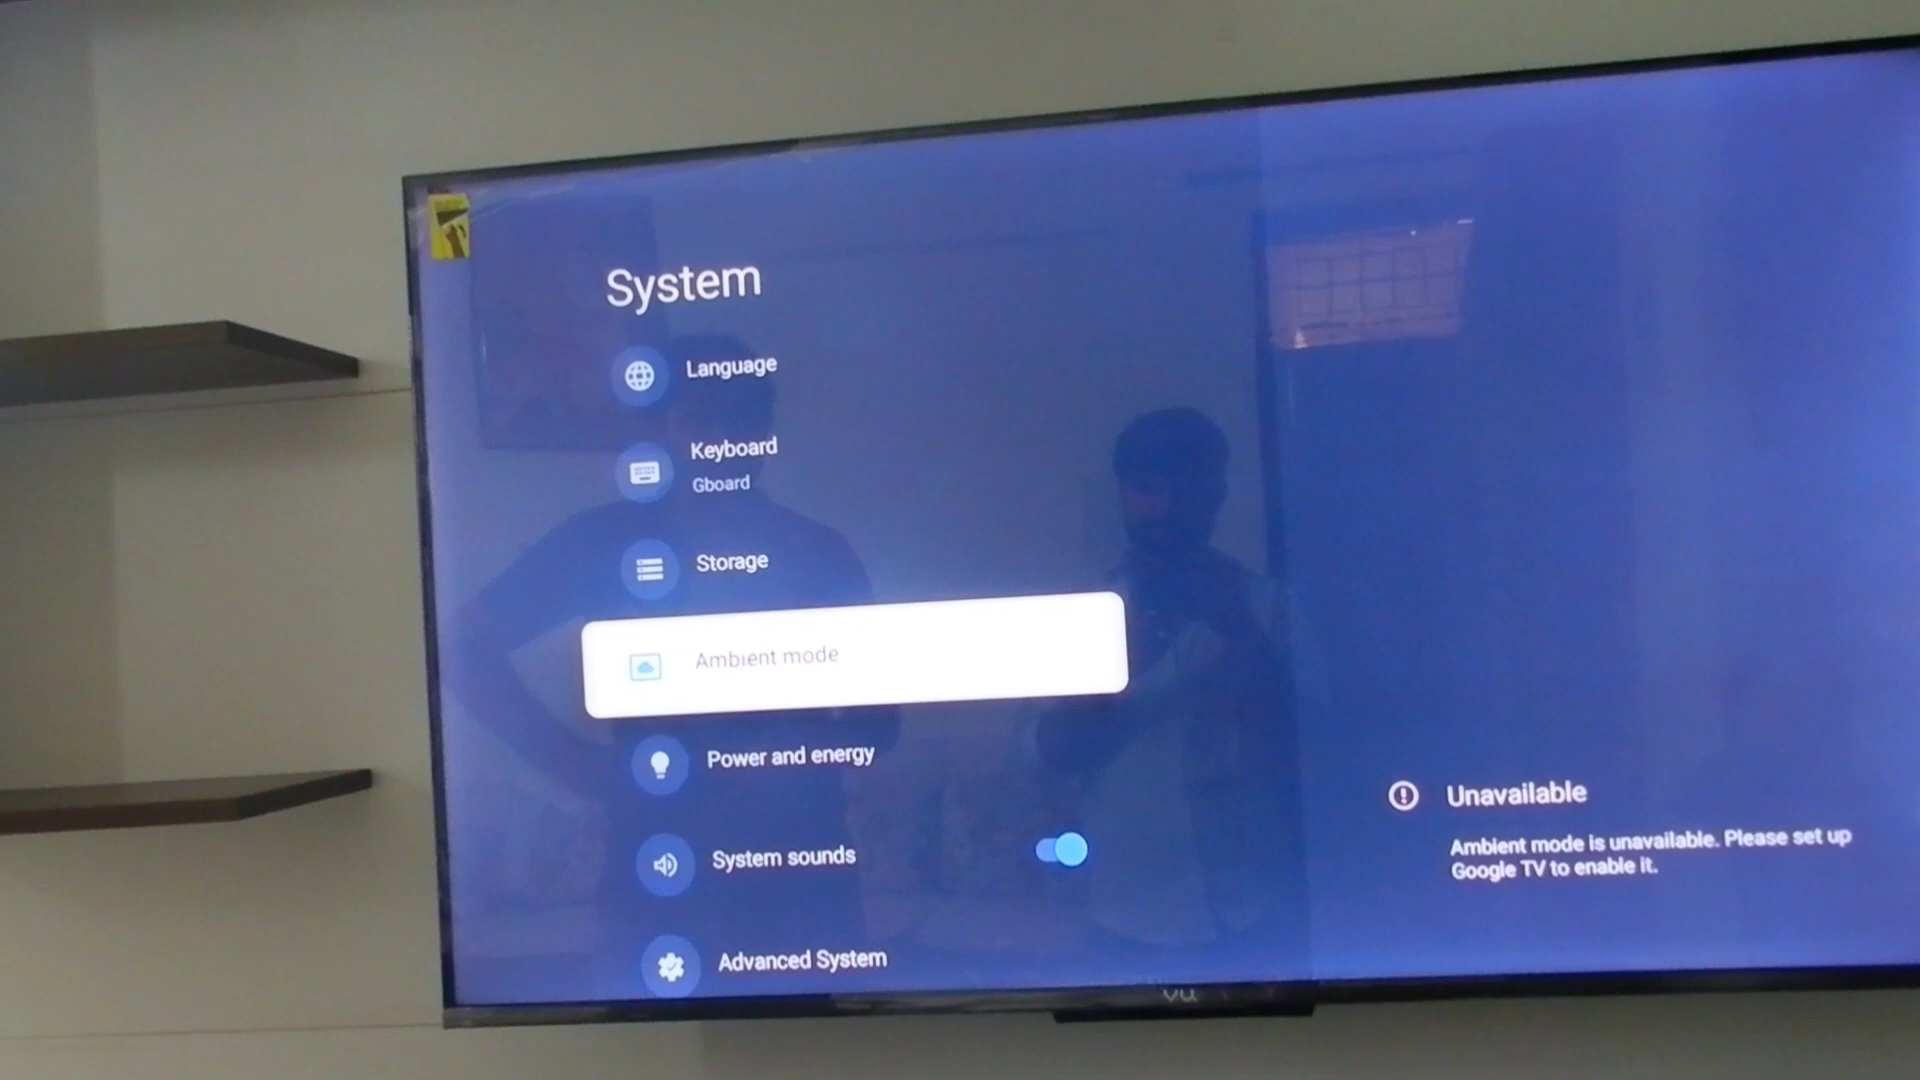 System
Language
Keyboard
Gboard
Storage
Ambient mode
Power and energy
System sounds
Advanced System
Unavailable
Ambient mode is unavailable. Please set up
Google TV to enable it.
Vu